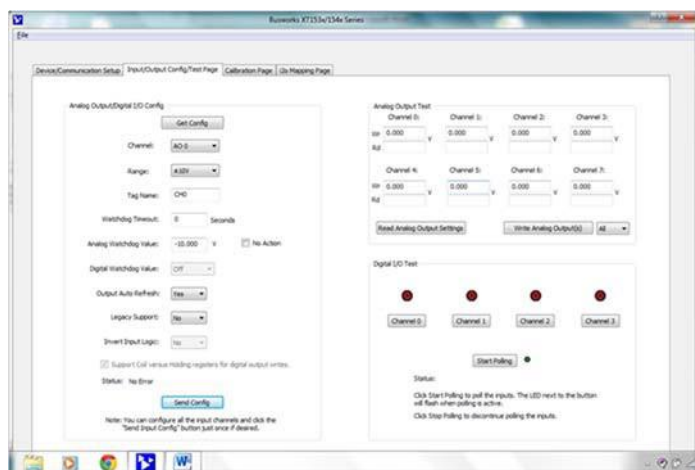 Busworks XT153x/154x Series
File
Device/Communication Setup
Input/Output Config/Test Page
Calibration Page
i2o Mapping Page
Analog Output/Digital I/O Config
Get Config
Channel: AO 0
Range: ±10V
Tag Name: CH0
Watchdog Timeout: 0 Seconds
Analog Watchdog Value: -10.000 V No Action
Digital Watchdog Value: Off
Output Auto Refresh: Yes
Legacy Support: No
Invert Input Logic: No
Support Coil versus Holding registers for digital output writes.
Status: No Error
Send Config
Note: You can configure all the input channels and click the
"Send Input Config" button just once if desired.
Analog Output Test
Channel 0: Channel 1: Channel 2: Channel 3:
0.000 V 0.000 V 0.000 V 0.000 V
Rd
Channel 4: Channel 5: Channel 6: Channel 7:
0.000 V 0.000 V 0.000 V 0.000 V
Rd
Read Analog Output Settings
Write Analog Output(s) All
Digital I/O Test
Channel 0 Channel 1 Channel 2 Channel 3
Start Polling
Status:
Click Start Polling to poll the inputs. The LED next to the button
will flash when polling is active.
Click Stop Polling to discontinue polling the inputs.